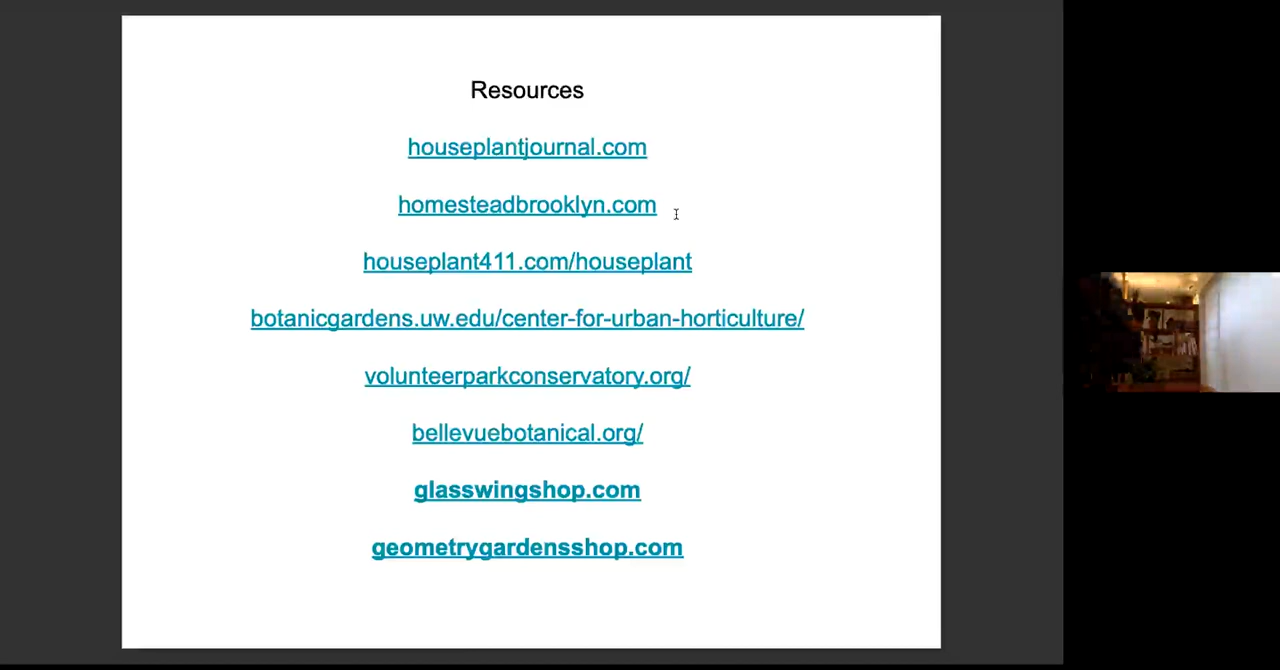 Resources
houseplantjournal.com
homesteadbrooklyn.com
houseplant411.com/houseplant
botanicgardens.uw.edu/center-for-urban-horticulture/
volunteerparkconservatory.org/
bellevuebotanical.org/
glasswingshop.com
geometrygardensshop.com